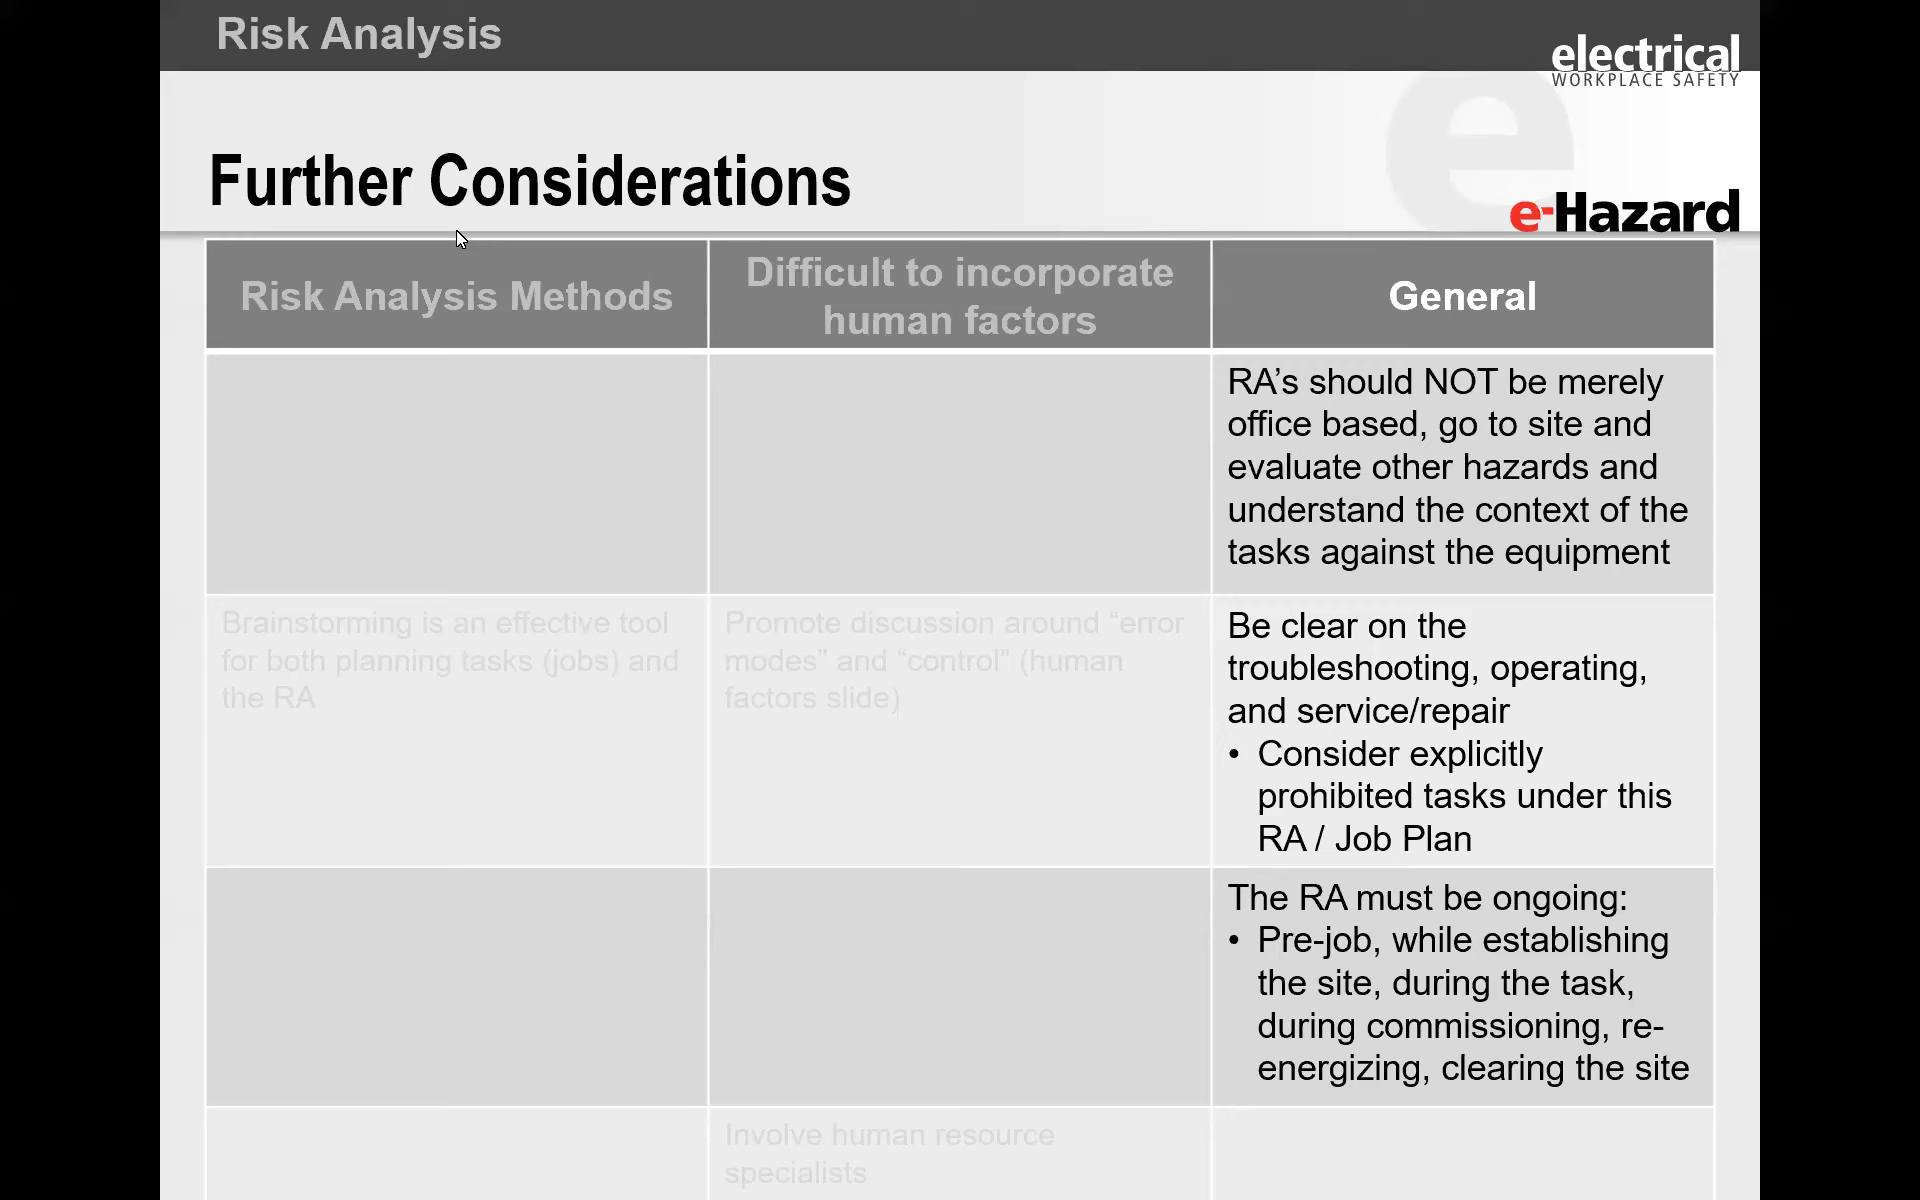 Risk Analysis
electrical
WORKPLACE SAFETY
Further Considerations
e-Hazard
Risk Analysis Methods
Difficult to incorporate
human factors
General
RA’s should NOT be merely
office based, go to site and
evaluate other hazards and
understand the context of the
tasks against the equipment
Brainstorming is an effective tool
for both planning tasks (jobs) and
the RA
Promote discussion around “error
modes” and “control” (human
factors slide)
Be clear on the
troubleshooting, operating,
and service/repair
• Consider explicitly
prohibited tasks under this
RA / Job Plan
The RA must be ongoing:
• Pre-job, while establishing
the site, during the task,
during commissioning, re-
energizing, clearing the site
Involve human resource
specialists